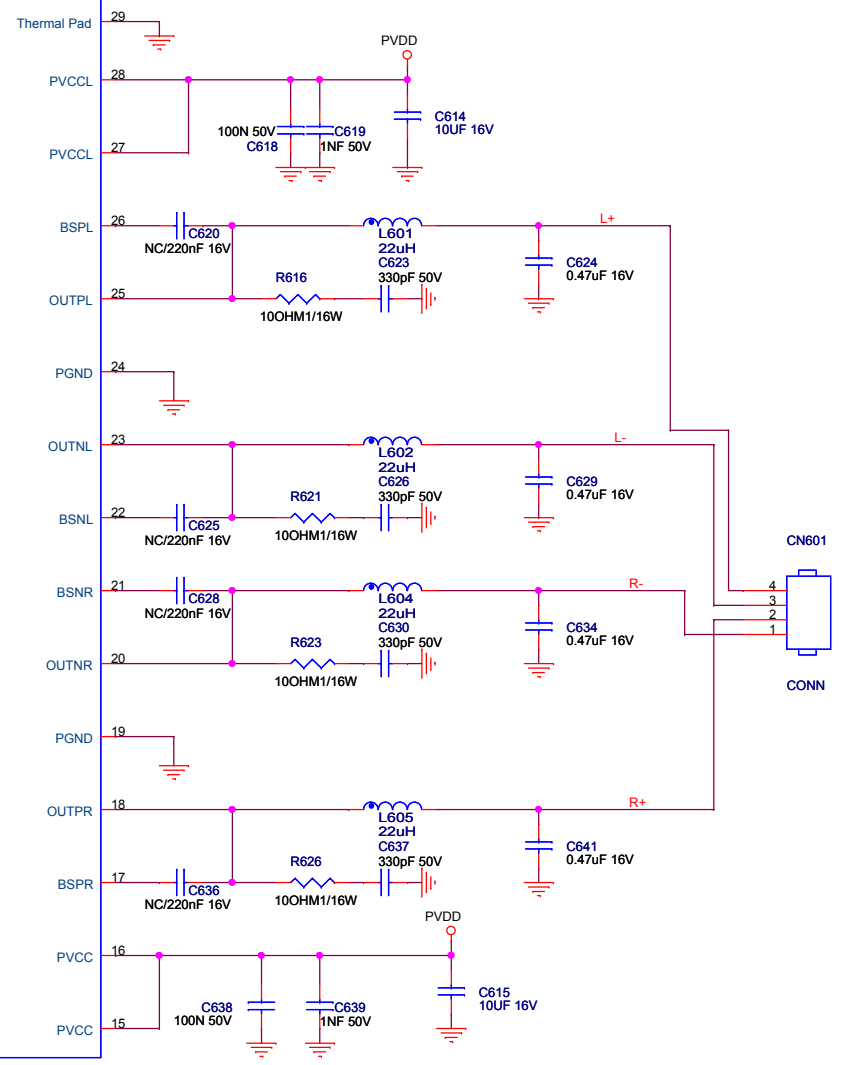 Thermal Pad 29
PVDD
PVCCL 28
C614
10UF 16V
100N 50V C619
C618 1NF 50V
PVCCL 27
BSPL 26
C620
NC/220nF 16V
L+
L601
22uH
C623
330pF 50V
C624
0.47uF 16V
R616
OUTPL 25
10OHM1/16W
PGND 24
OUTNL 23
L-
L602
22uH
C626
330pF 50V
C629
0.47uF 16V
R621
BSNL 22
C625
NC/220nF 16V
10OHM1/16W
CN601
BSNR 21
C628
NC/220nF 16V
R-
L604
22uH
C630
330pF 50V
C634
0.47uF 16V
4
3
2
1
R623
OUTNR 20
10OHM1/16W
CONN
PGND 19
OUTPR 18
R+
L605
22uH
C637
330pF 50V
C641
0.47uF 16V
R626
BSPR 17
C636
NC/220nF 16V
10OHM1/16W
PVDD
PVCC 16
C615
10UF 16V
C638 C639
100N 50V 1NF 50V
PVCC 15